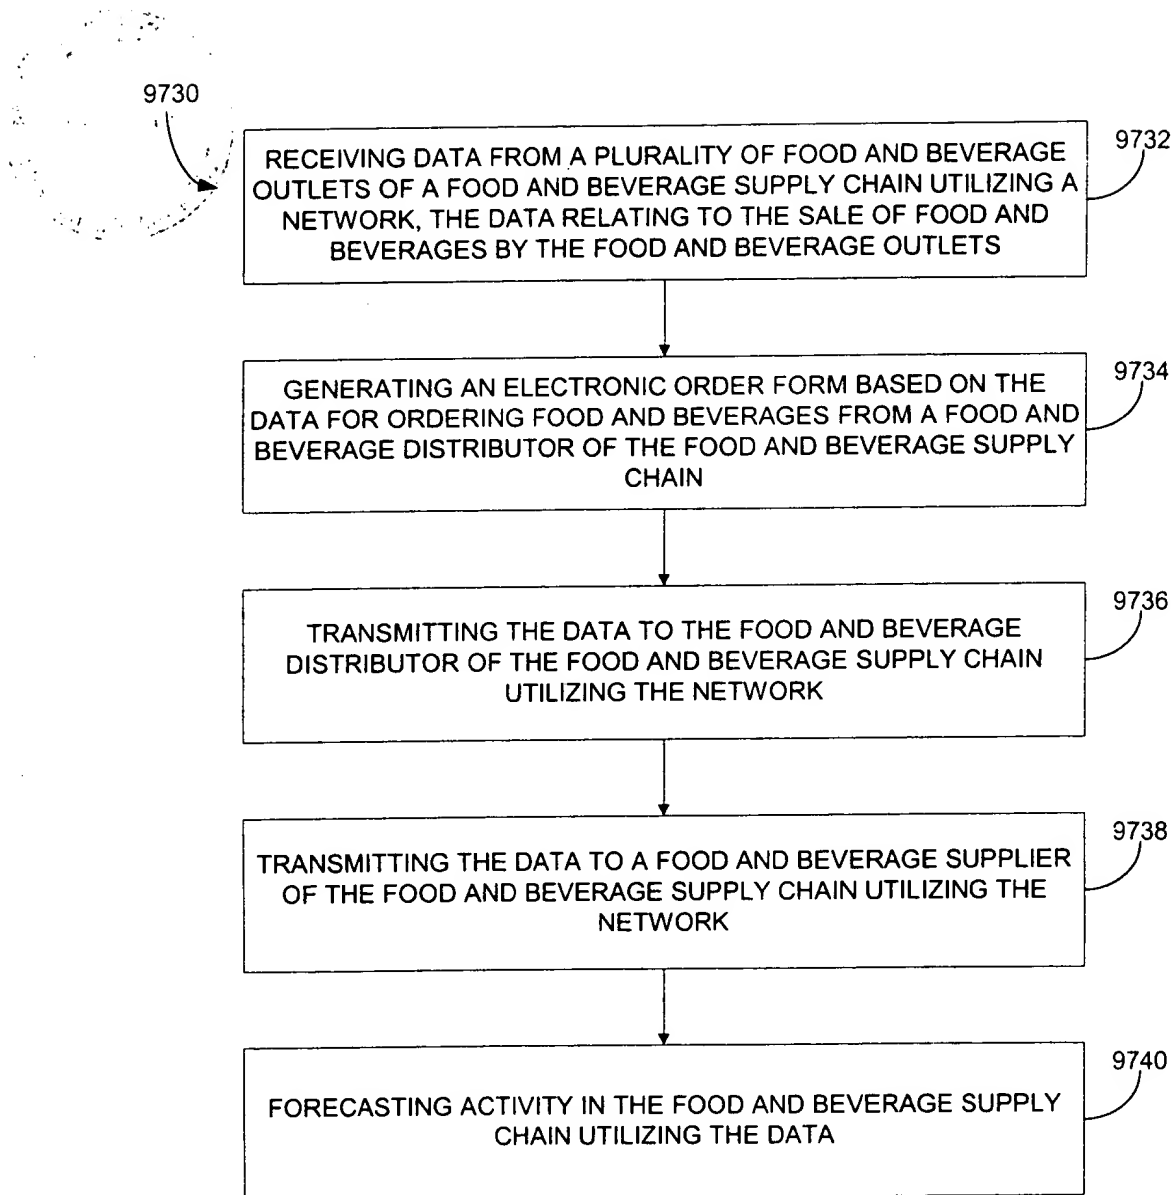 9730
RECEIVING DATA FROM A PLURALITY OF FOOD AND BEVERAGE
OUTLETS OF A FOOD AND BEVERAGE SUPPLY CHAIN UTILIZING A
NETWORK, THE DATA RELATING TO THE SALE OF FOOD AND
BEVERAGES BY THE FOOD AND BEVERAGE OUTLETS
9732
GENERATING AN ELECTRONIC ORDER FORM BASED ON THE
DATA FOR ORDERING FOOD AND BEVERAGES FROM A FOOD AND
BEVERAGE DISTRIBUTOR OF THE FOOD AND BEVERAGE SUPPLY
CHAIN
9734
TRANSMITTING THE DATA TO THE FOOD AND BEVERAGE
DISTRIBUTOR OF THE FOOD AND BEVERAGE SUPPLY CHAIN
UTILIZING THE NETWORK
9736
TRANSMITTING THE DATA TO A FOOD AND BEVERAGE SUPPLIER
OF THE FOOD AND BEVERAGE SUPPLY CHAIN UTILIZING THE
NETWORK
9738
FORECASTING ACTIVITY IN THE FOOD AND BEVERAGE SUPPLY
CHAIN UTILIZING THE DATA
9740